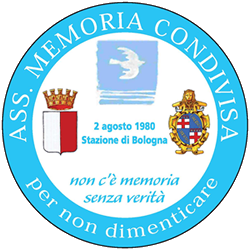 ASS. MEMORIA CONDIVISA
2 agosto 1980
Stazione di Bologna
non c'è memoria
senza verità
per non dimenticare